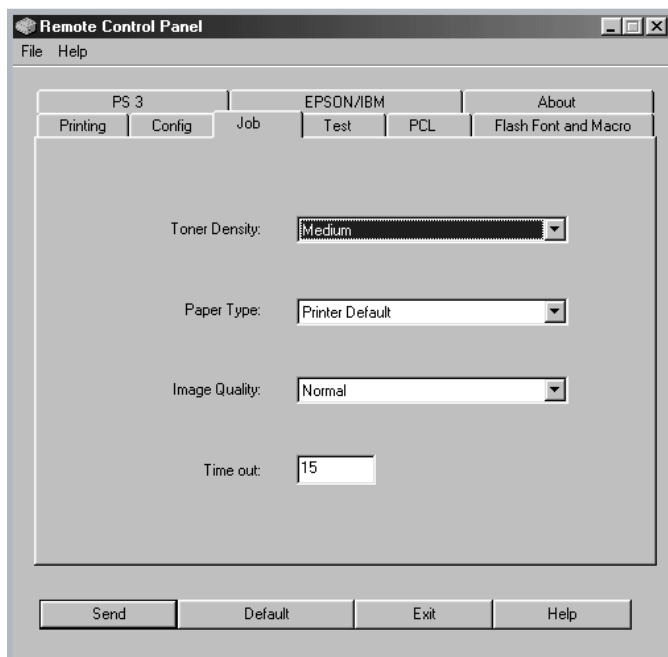 Remote Control Panel
File Help
PS 3 EPSON/IBM About
Printing Config Job Test PCL Flash Font and Macro
Toner Density: Medium
Paper Type: Printer Default
Image Quality: Normal
Time out: 15
Send Default Exit Help